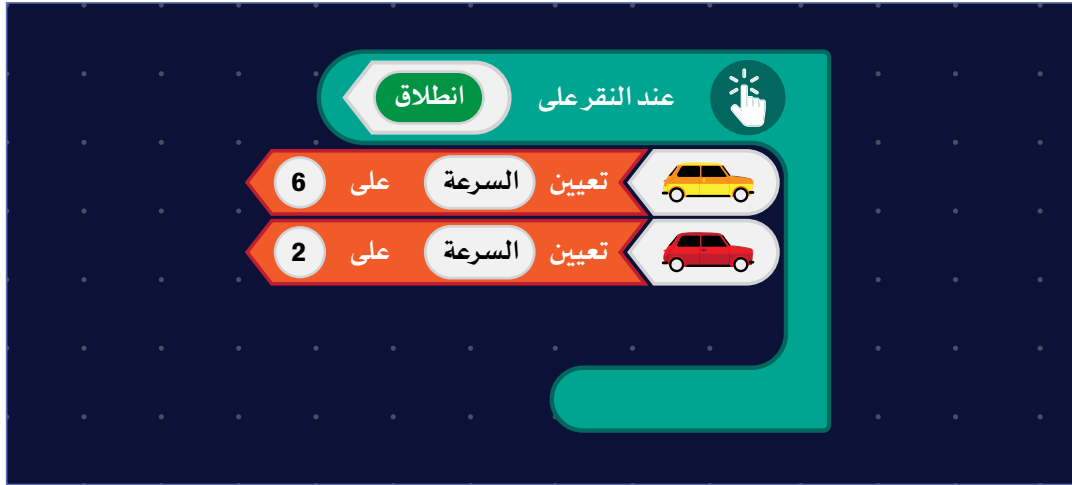 عند النقر على انطلاق
تعيين السرعة على 6
تعيين السرعة على 2